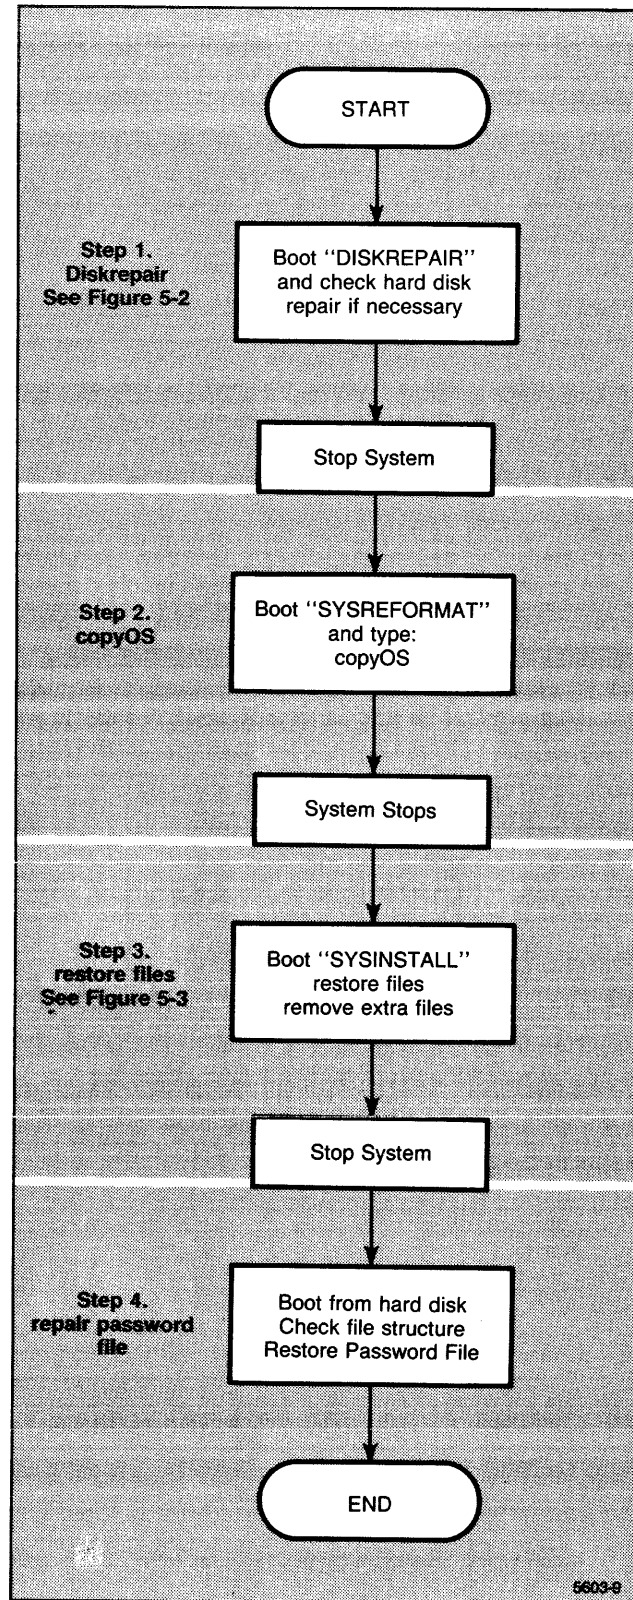 START
Step 1.
Diskrepair
See Figure 5-2
Boot "DISKREPAIR"
and check hard disk
repair if necessary
Stop System
Step 2.
copyOS
Boot "SYSREFORMAT"
and type:
copyOS
System Stops
Step 3.
restore files
See Figure 5-3
Boot "SYSINSTALL"
restore files
remove extra files
Stop System
Step 4.
repair password
file
Boot from hard disk
Check file structure
Restore Password File
END
5603-9